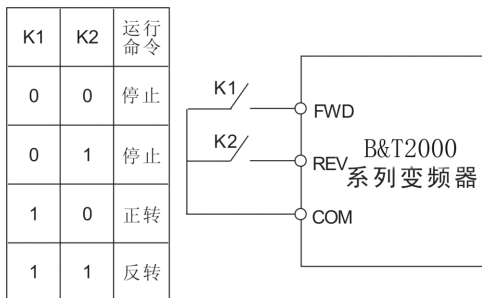 K1 K2 运行
命令
0 0 停止
0 1 停止
1 0 正转
1 1 反转
K1
FWD
K2
REV
B&T2000
系列变频器
COM